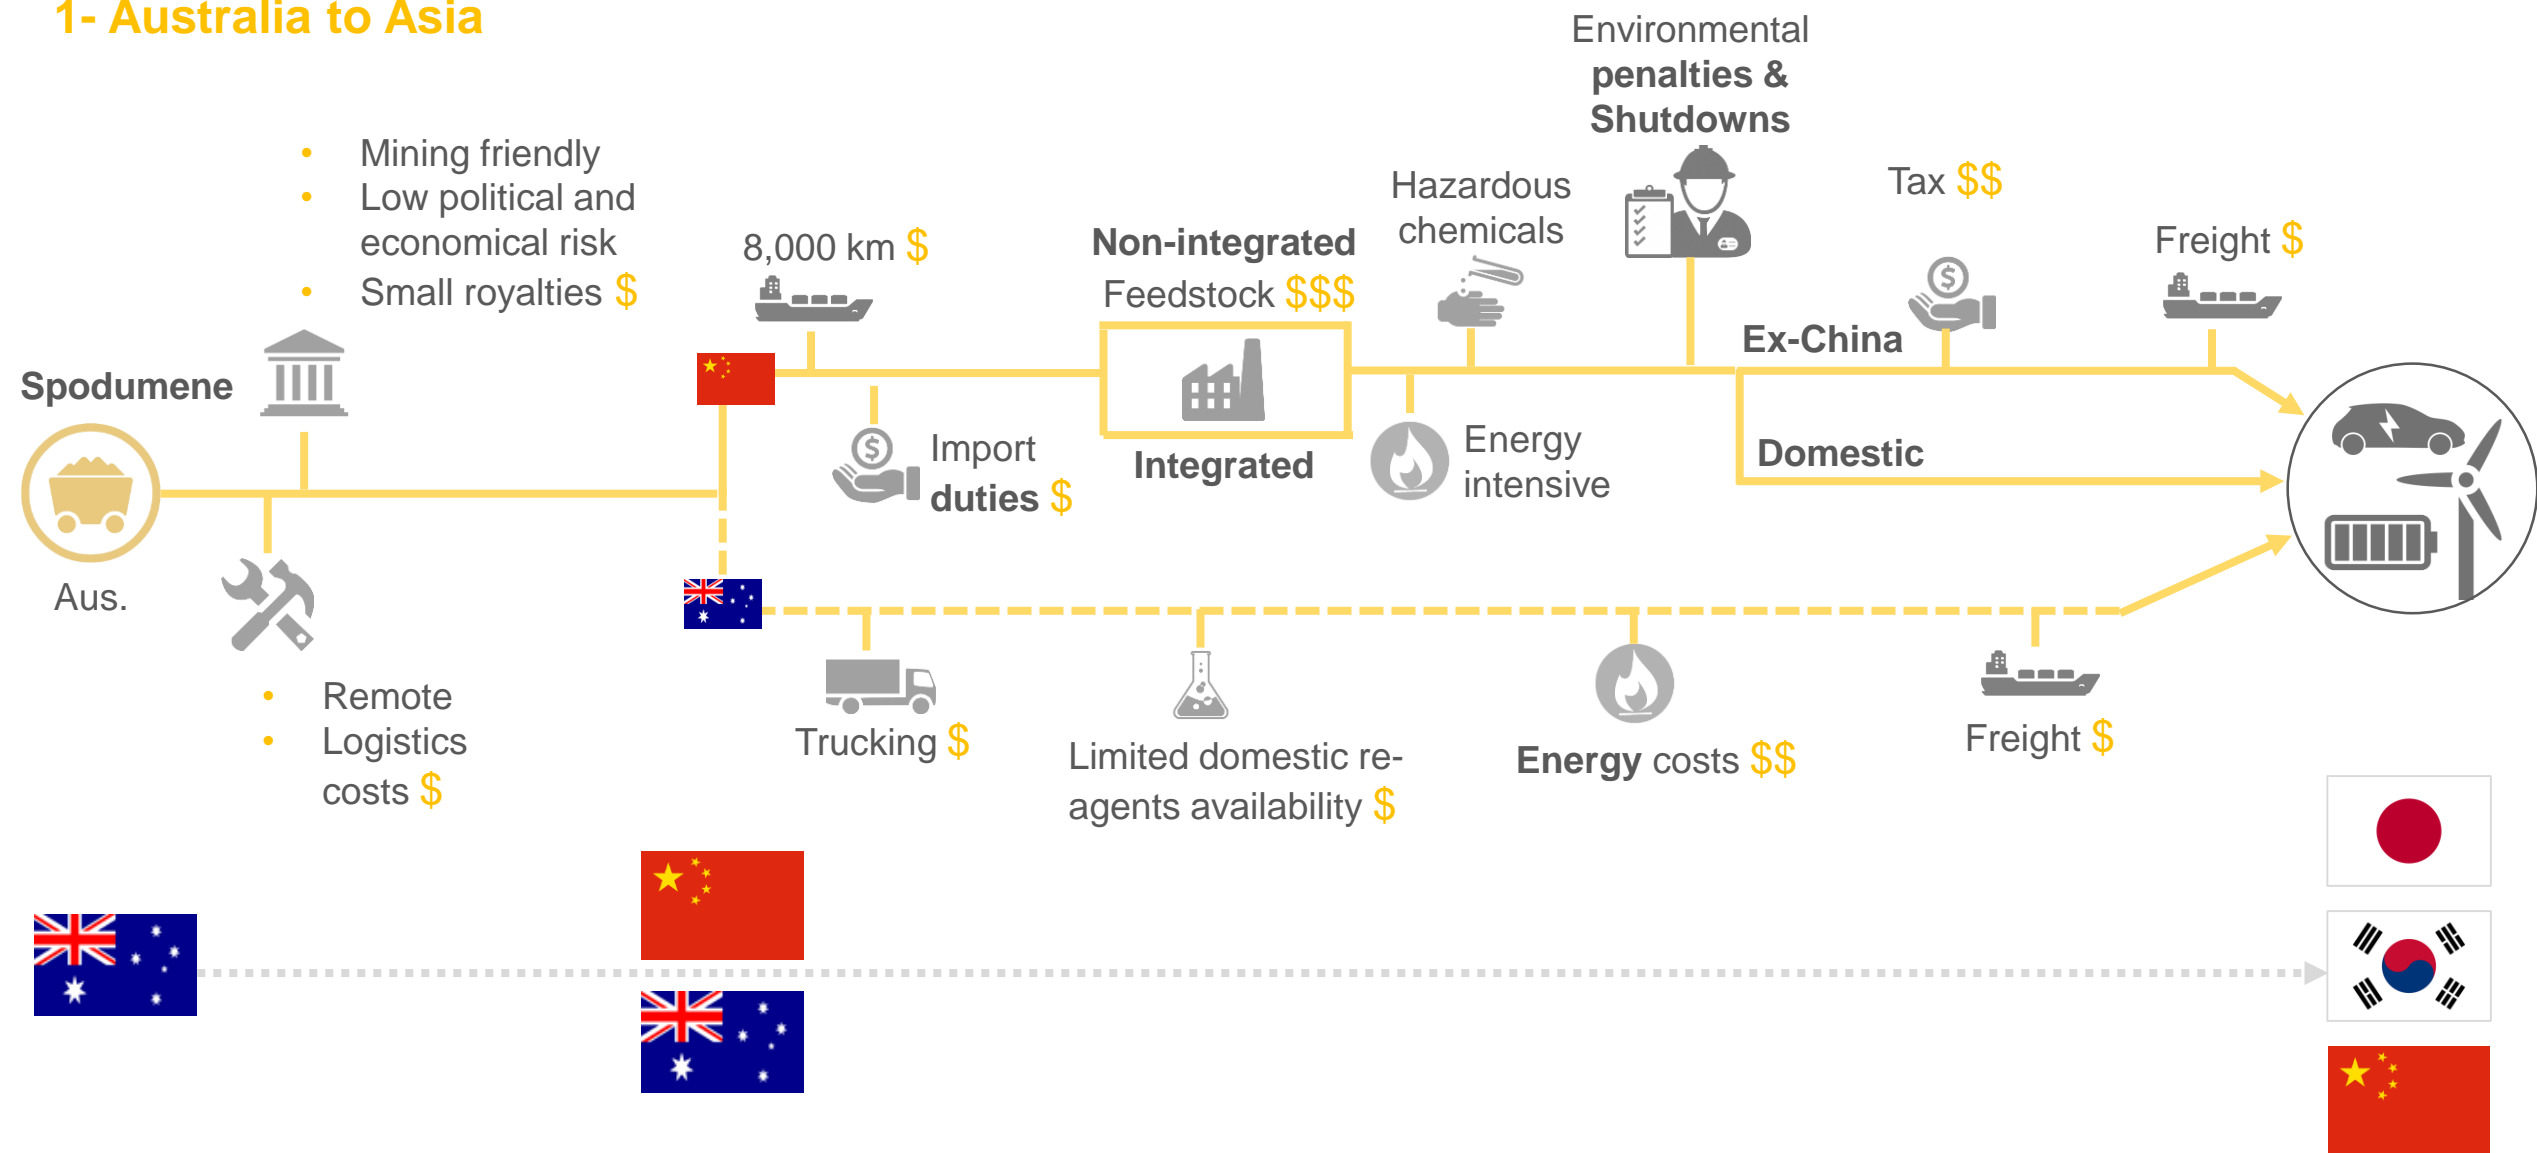 1- Australia to Asia
Environmental
penalties &
Shutdowns
• Mining friendly
• Low political and
economical risk
• Small royalties $
Hazardous
chemicals
Tax $$
8,000 km $
Non-integrated
Feedstock $$$
Freight $
Ex-China
Spodumene
Import
duties $
Integrated
Energy
intensive
Domestic
Aus.
• Remote
• Logistics
costs $
Trucking $
Limited domestic re-
agents availability $
Energy costs $$
Freight $